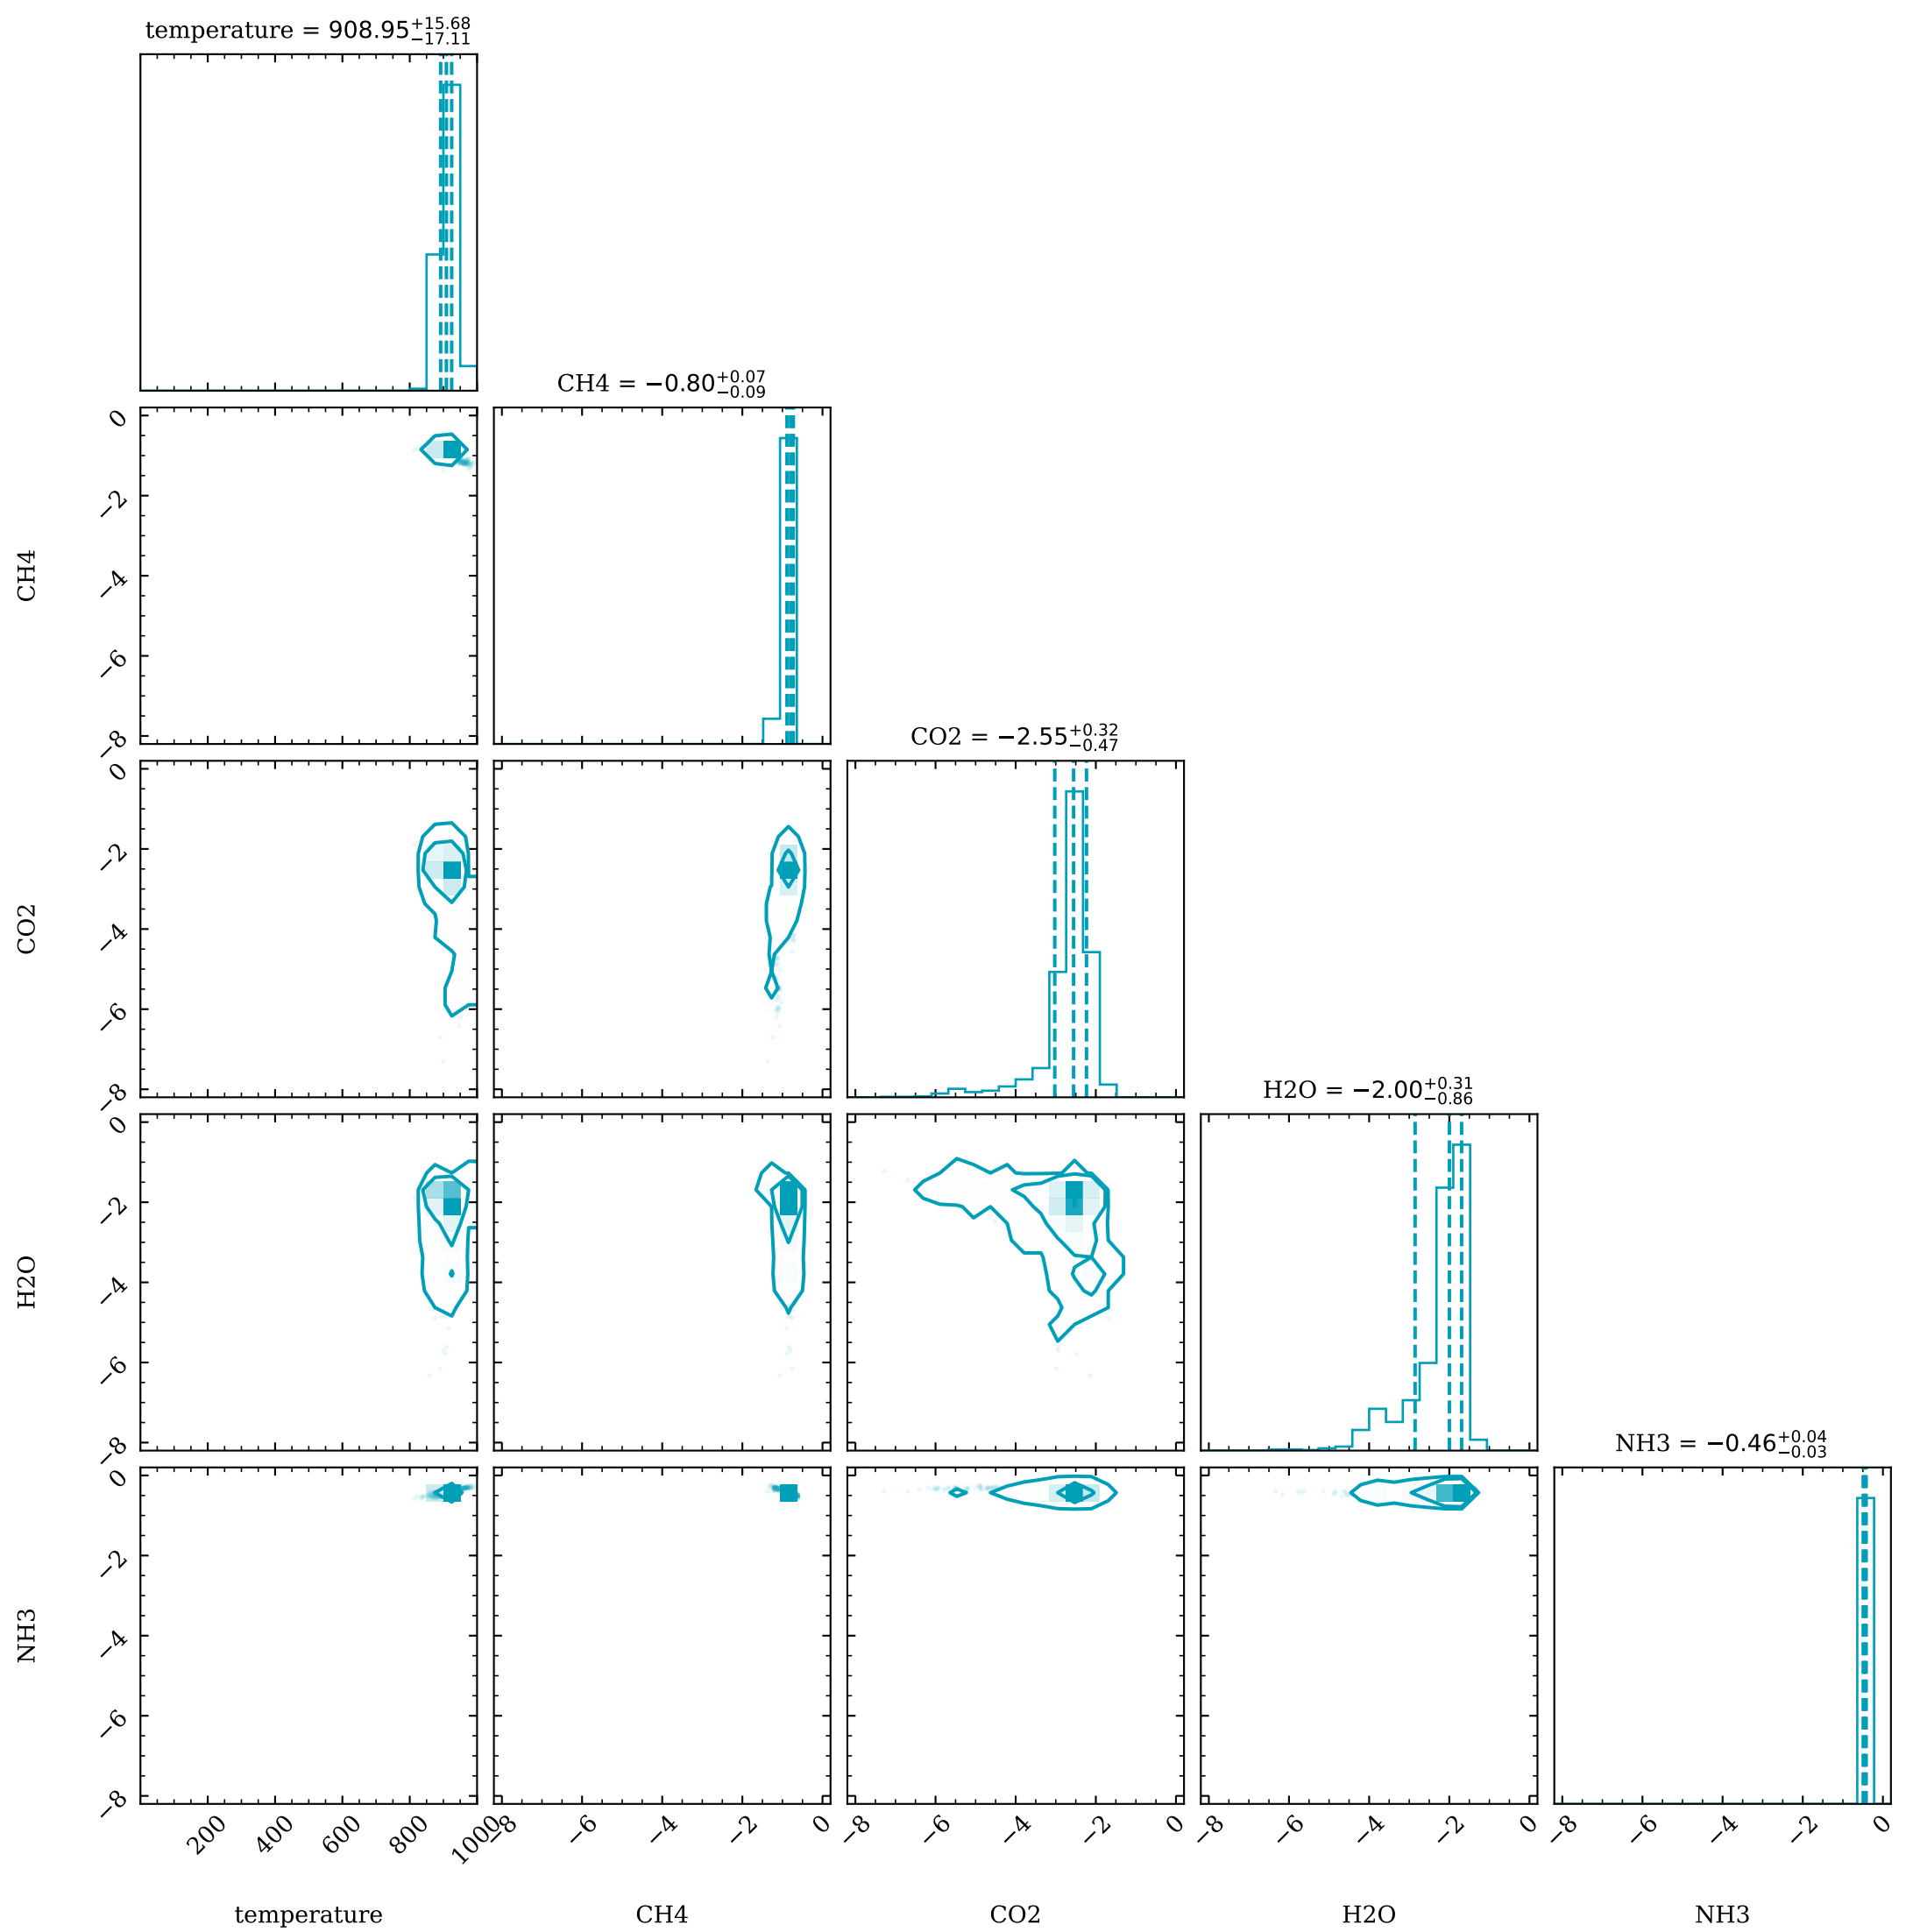 temperature = 908.95 +15.68 −17.11
CH4 = −0.80 +0.07 −0.09
0
−2
−4
−6
−8
CH4
CO2 = −2.55 +0.32 −0.47
0
−2
−4
−6
−8
CO2
H2O = −2.00 +0.31 −0.86
0
−2
−4
−6
−8
H2O
NH3 = −0.46 +0.04 −0.03
0
−2
−4
−6
−8
NH3
200 400 600 800 1000
−8 −6 −4 −2 0
−8 −6 −4 −2 0
−8 −6 −4 −2 0
−8 −6 −4 −2 0
temperature CH4 CO2 H2O NH3